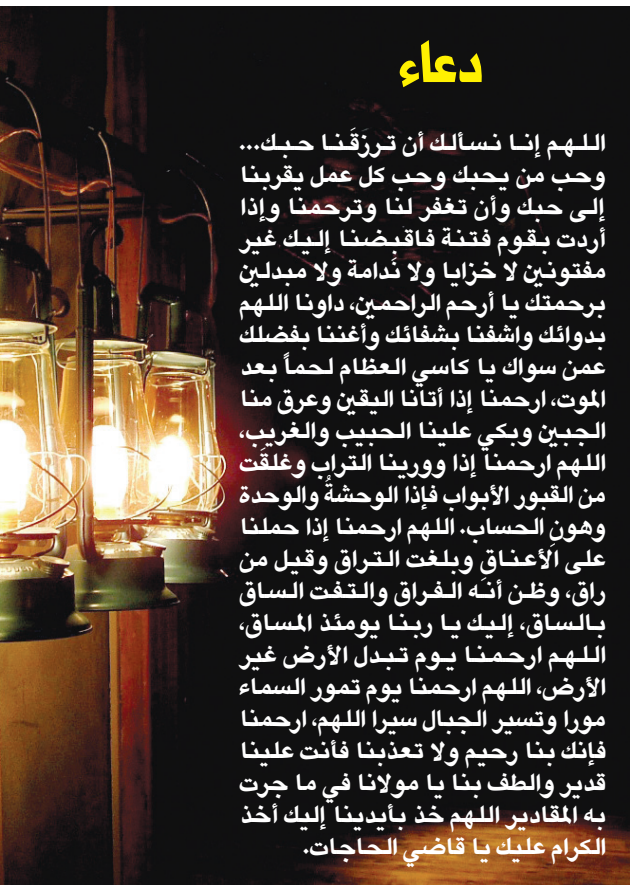 دعاء
اللهم إنا نسألك أن ترزقَنا حبك...
وحب من يحبك وحب كل عمل يقربنا
إلى حبك وأن تغفر لنا وترحمنا وإذا
أردت بقوم فتنة فاقبضنا إليك غير
مفتونين لا خزايا ولا نَدامة ولا مبدلين
برحمتك يا أرحم الراحمين، داونا اللهم
بدوائك واشفنا بشفائك وأغننا بفضلك
عمن سواك يا كاسي العظام لحماً بعد
الموت، ارحمنا إذا أتانا اليقين وعرق منا
الجبين وبكي علينا الحبيب والغريب،
اللهم ارحمنا إذا وورينا التراب وغلقَت
من القبور الأبواب فإذا الوحشةُ والوحدة
وهون الحساب. اللهم ارحمنا إذا حملنا
على الأعناق وبلغت التراق وقيل من
راق، وظن أنَه الفراق والتفت الساق
بالساق، إليك يا ربنا يومئذ المساق،
اللهم ارحمنا يوم تبدل الأرض غير
الأرض، اللهم ارحمنا يوم تمور السماء
مورا وتسير الجبال سيرا اللهم، ارحمنا
فإنك بنا رحيم ولا تعذبنا فأنت علينا
قدير والطف بنا يا مولانا في ما جرت
به المقادير اللهم خذ بأيدينا إليك أخذ
الكرام عليك يا قاضي الحاجات.